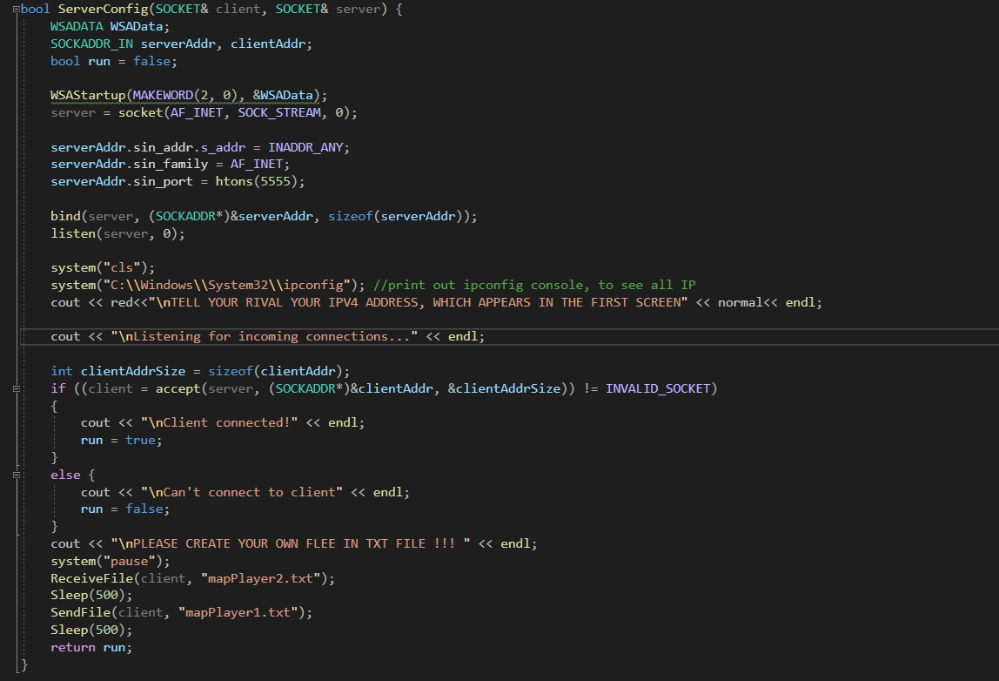 bool ServerConfig(SOCKET& client, SOCKET& server) {
WSADATA WSAData;
SOCKADDR_IN serverAddr, clientAddr;
bool run = false;
WSAStartup(MAKEWORD(2, 0), &WSAData);
server = socket(AF_INET, SOCK_STREAM, 0);
serverAddr.sin_addr.s_addr = INADDR_ANY;
serverAddr.sin_family = AF_INET;
serverAddr.sin_port = htons(5555);
bind(server, (SOCKADDR*)&serverAddr, sizeof(serverAddr));
listen(server, 0);
system("cls");
system("C:\\Windows\\System32\\ipconfig"); //print out ipconfig console, to see all IP
cout << red<<"\nTELL YOUR RIVAL YOUR IPV4 ADDRESS, WHICH APPEARS IN THE FIRST SCREEN" << normal<< endl;
cout << "\nListening for incoming connections..." << endl;
int clientAddrSize = sizeof(clientAddr);
if ((client = accept(server, (SOCKADDR*)&clientAddr, &clientAddrSize)) != INVALID_SOCKET)
{
cout << "\nClient connected!" << endl;
run = true;
}
else {
cout << "\nCan't connect to client" << endl;
run = false;
}
cout << "\nPLEASE CREATE YOUR OWN FLEE IN TXT FILE !!! " << endl;
system("pause");
ReceiveFile(client, "mapPlayer2.txt");
Sleep(500);
SendFile(client, "mapPlayer1.txt");
Sleep(500);
return run;
}